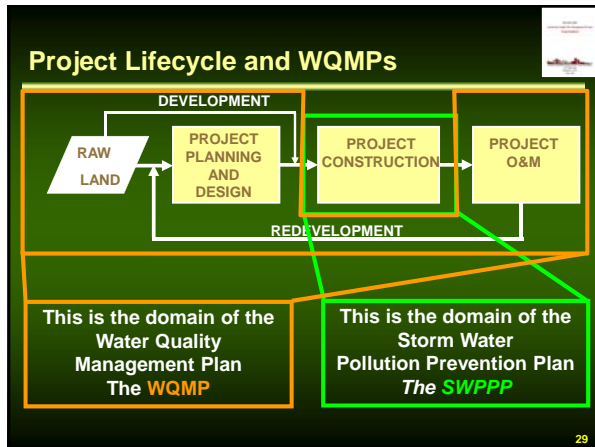 Project Lifecycle and WQMPs
DEVELOPMENT
RAW
LAND
PROJECT
PLANNING
AND
DESIGN
PROJECT
CONSTRUCTION
PROJECT
O&M
REDEVELOPMENT
This is the domain of the
Water Quality
Management Plan
The WQMP
This is the domain of the
Storm Water
Pollution Prevention Plan
The SWPPP
29